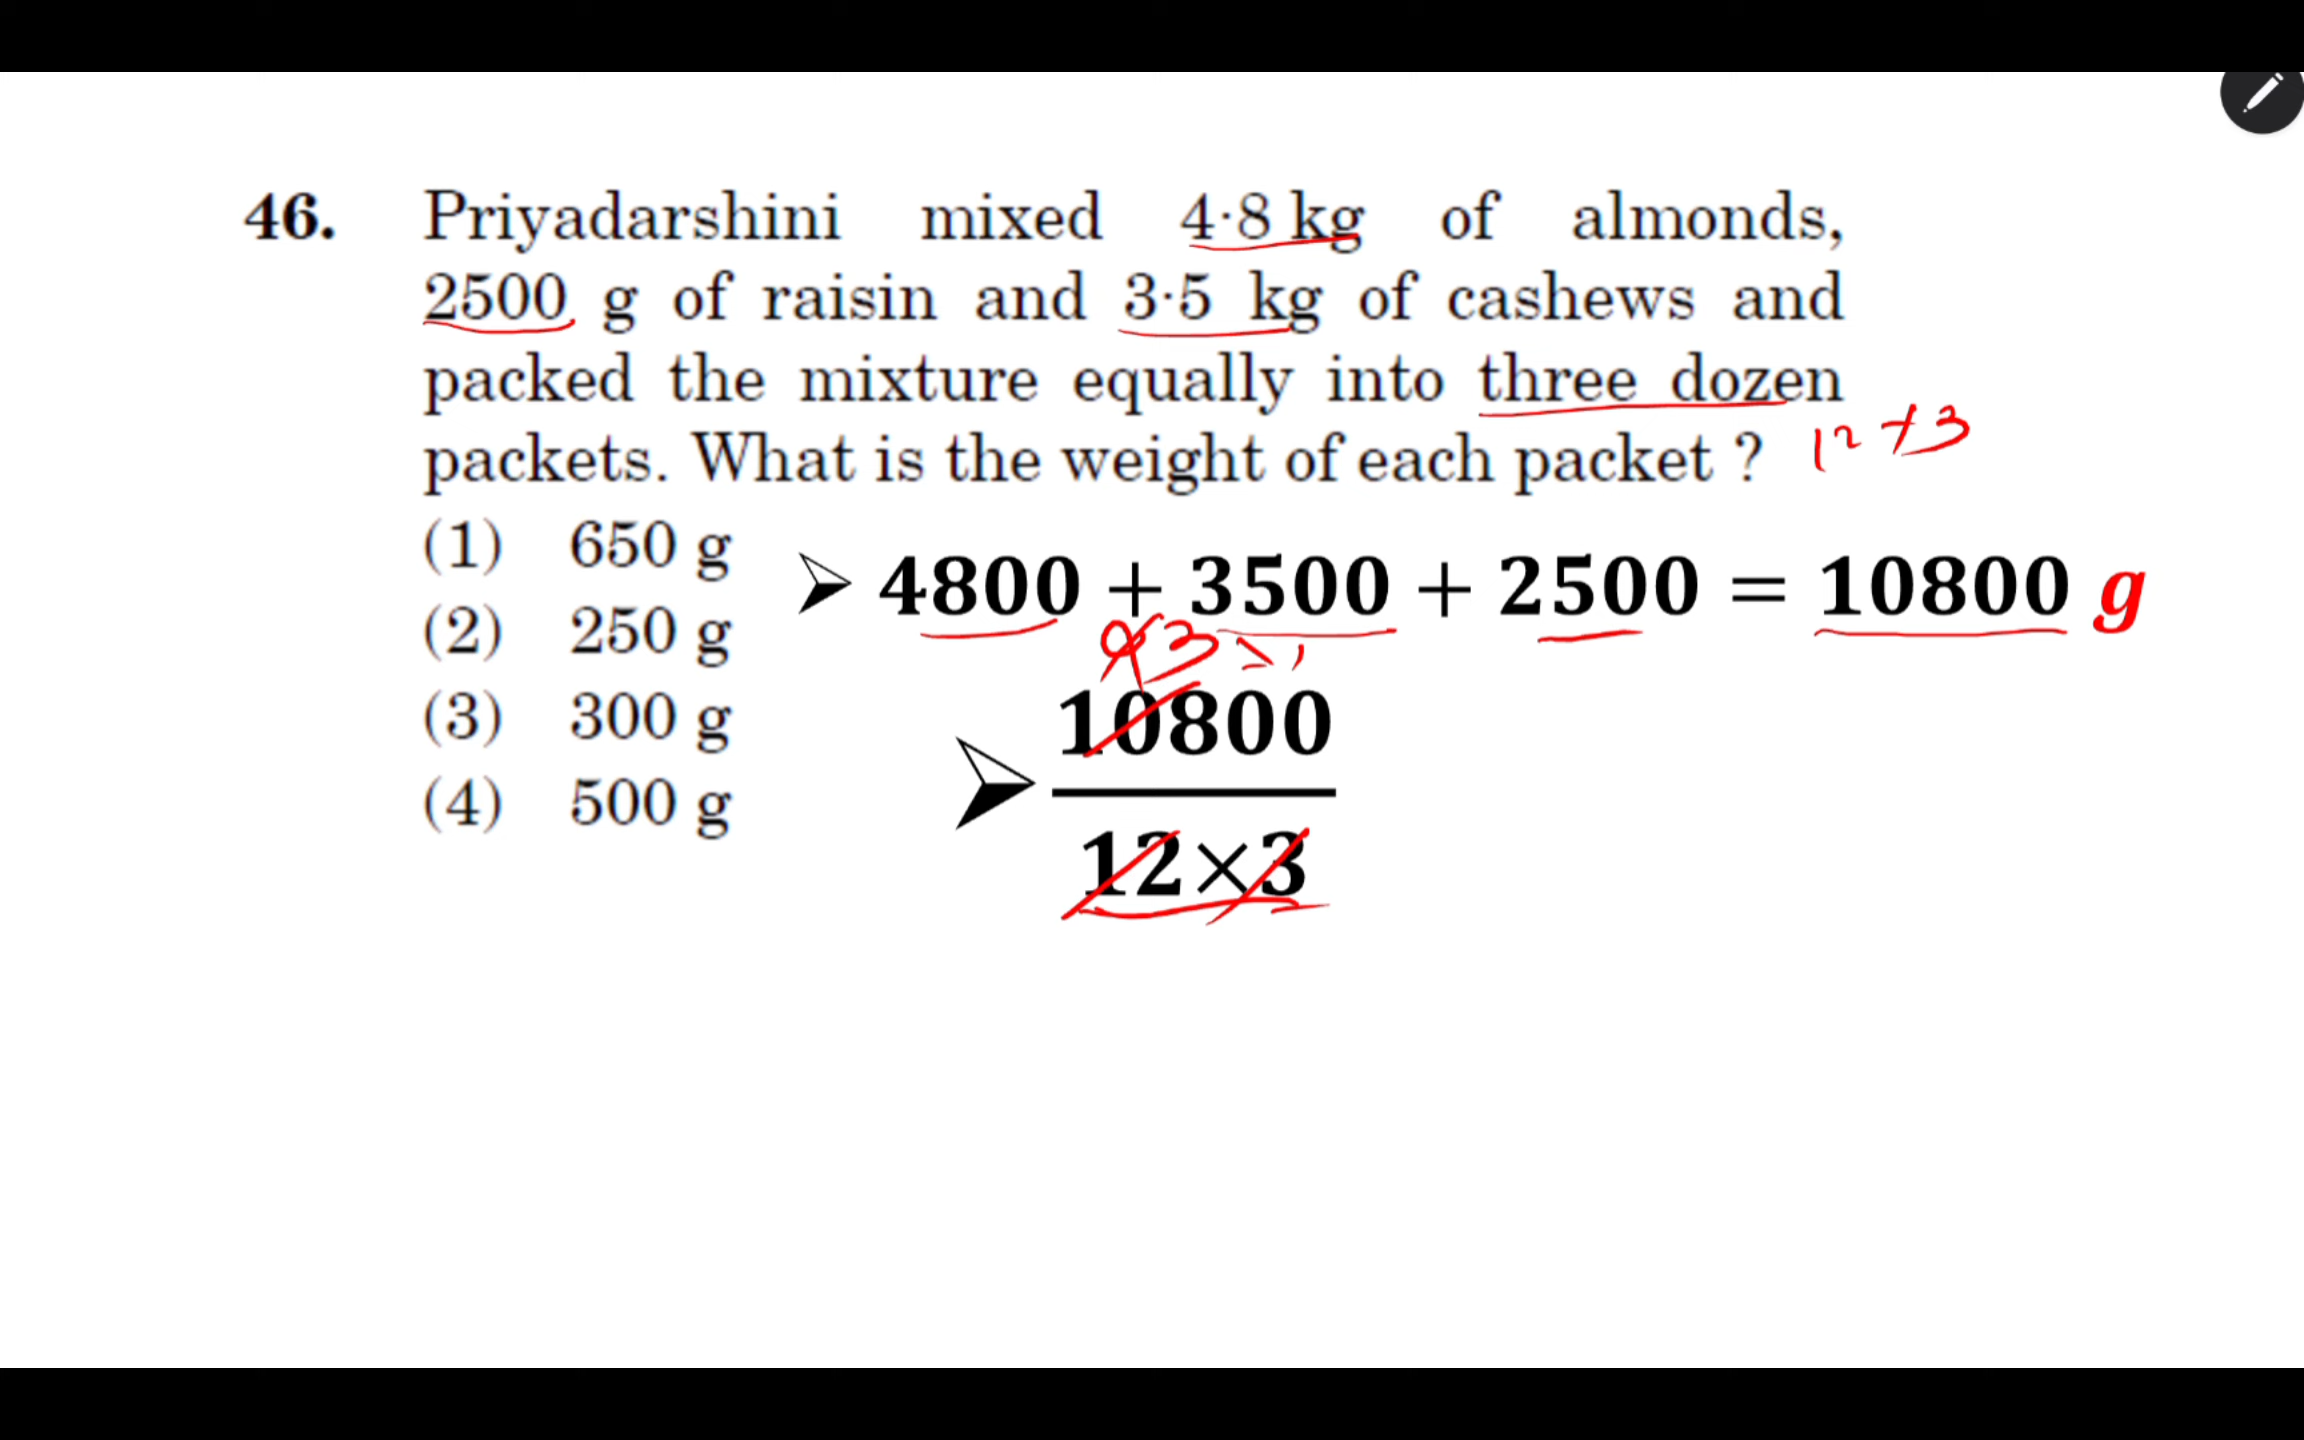 46. Priyadarshini mixed 4·8 kg of almonds,
2500 g of raisin and 3·5 kg of cashews and
packed the mixture equally into three dozen
packets. What is the weight of each packet ?
12 × 3
(1) 650 g
(2) 250 g
(3) 300 g
(4) 500 g
➢ 4800 + 3500 + 2500 = 10800 g
9 3
➢ 10800
12×3